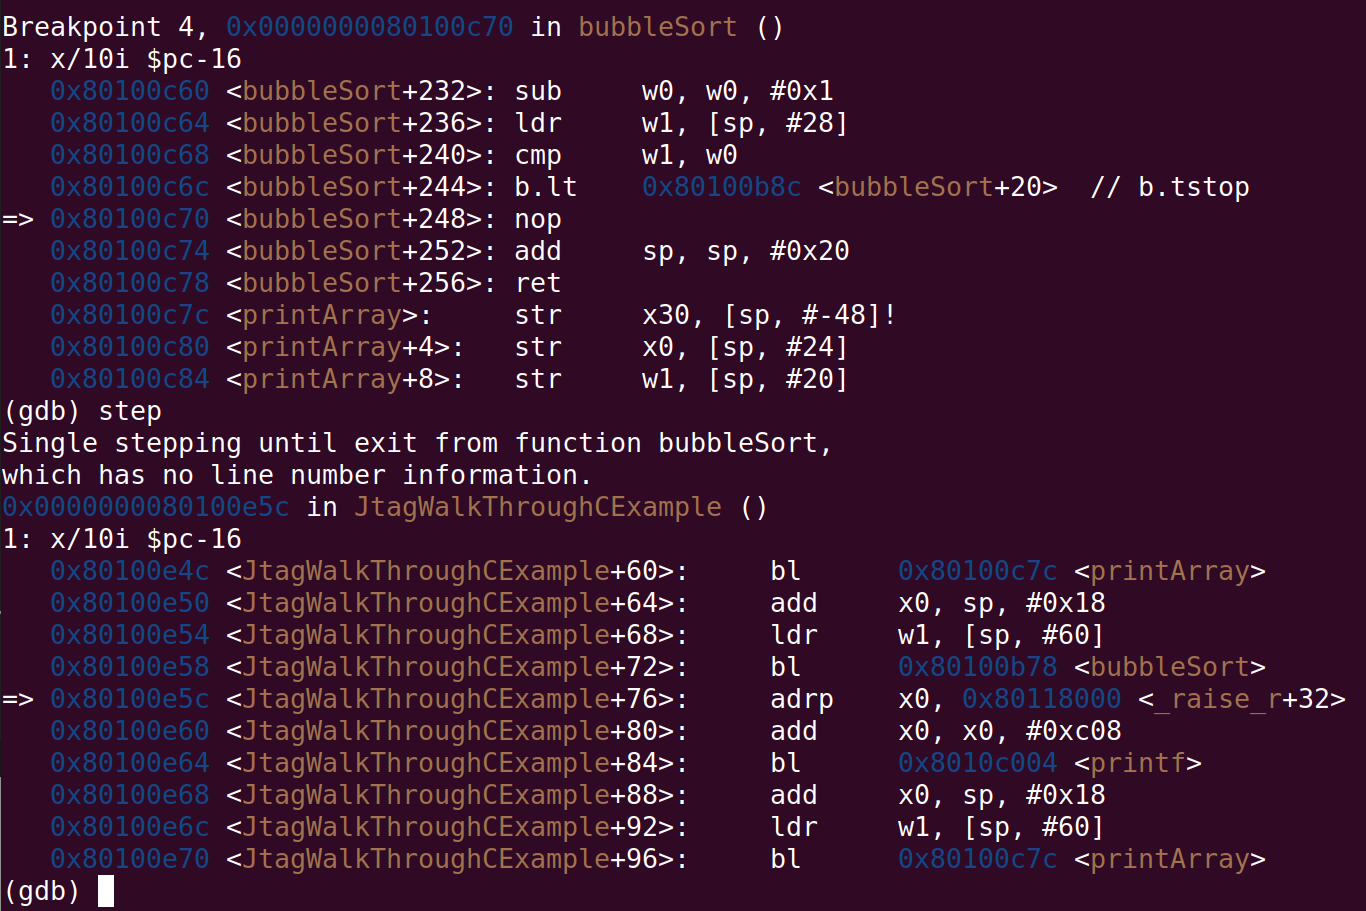 Breakpoint 4, 0x0000000080100c70 in bubbleSort ()
1: x/10i $pc-16
   0x80100c60 <bubbleSort+232>: sub     w0, w0, #0x1
   0x80100c64 <bubbleSort+236>: ldr     w1, [sp, #28]
   0x80100c68 <bubbleSort+240>: cmp     w1, w0
   0x80100c6c <bubbleSort+244>: b.lt    0x80100b8c <bubbleSort+20>  // b.tstop
=> 0x80100c70 <bubbleSort+248>: nop
   0x80100c74 <bubbleSort+252>: add     sp, sp, #0x20
   0x80100c78 <bubbleSort+256>: ret
   0x80100c7c <printArray>:     str     x30, [sp, #-48]!
   0x80100c80 <printArray+4>:   str     x0, [sp, #24]
   0x80100c84 <printArray+8>:   str     w1, [sp, #20]
(gdb) step
Single stepping until exit from function bubbleSort,
which has no line number information.
0x0000000080100e5c in JtagWalkThroughCExample ()
1: x/10i $pc-16
   0x80100e4c <JtagWalkThroughCExample+60>:     bl      0x80100c7c <printArray>
   0x80100e50 <JtagWalkThroughCExample+64>:     add     x0, sp, #0x18
   0x80100e54 <JtagWalkThroughCExample+68>:     ldr     w1, [sp, #60]
   0x80100e58 <JtagWalkThroughCExample+72>:     bl      0x80100b78 <bubbleSort>
=> 0x80100e5c <JtagWalkThroughCExample+76>:     adrp    x0, 0x80118000 <_raise_r+32>
   0x80100e60 <JtagWalkThroughCExample+80>:     add     x0, x0, #0xc08
   0x80100e64 <JtagWalkThroughCExample+84>:     bl      0x8010c004 <printf>
   0x80100e68 <JtagWalkThroughCExample+88>:     add     x0, sp, #0x18
   0x80100e6c <JtagWalkThroughCExample+92>:     ldr     w1, [sp, #60]
   0x80100e70 <JtagWalkThroughCExample+96>:     bl      0x80100c7c <printArray>
(gdb)